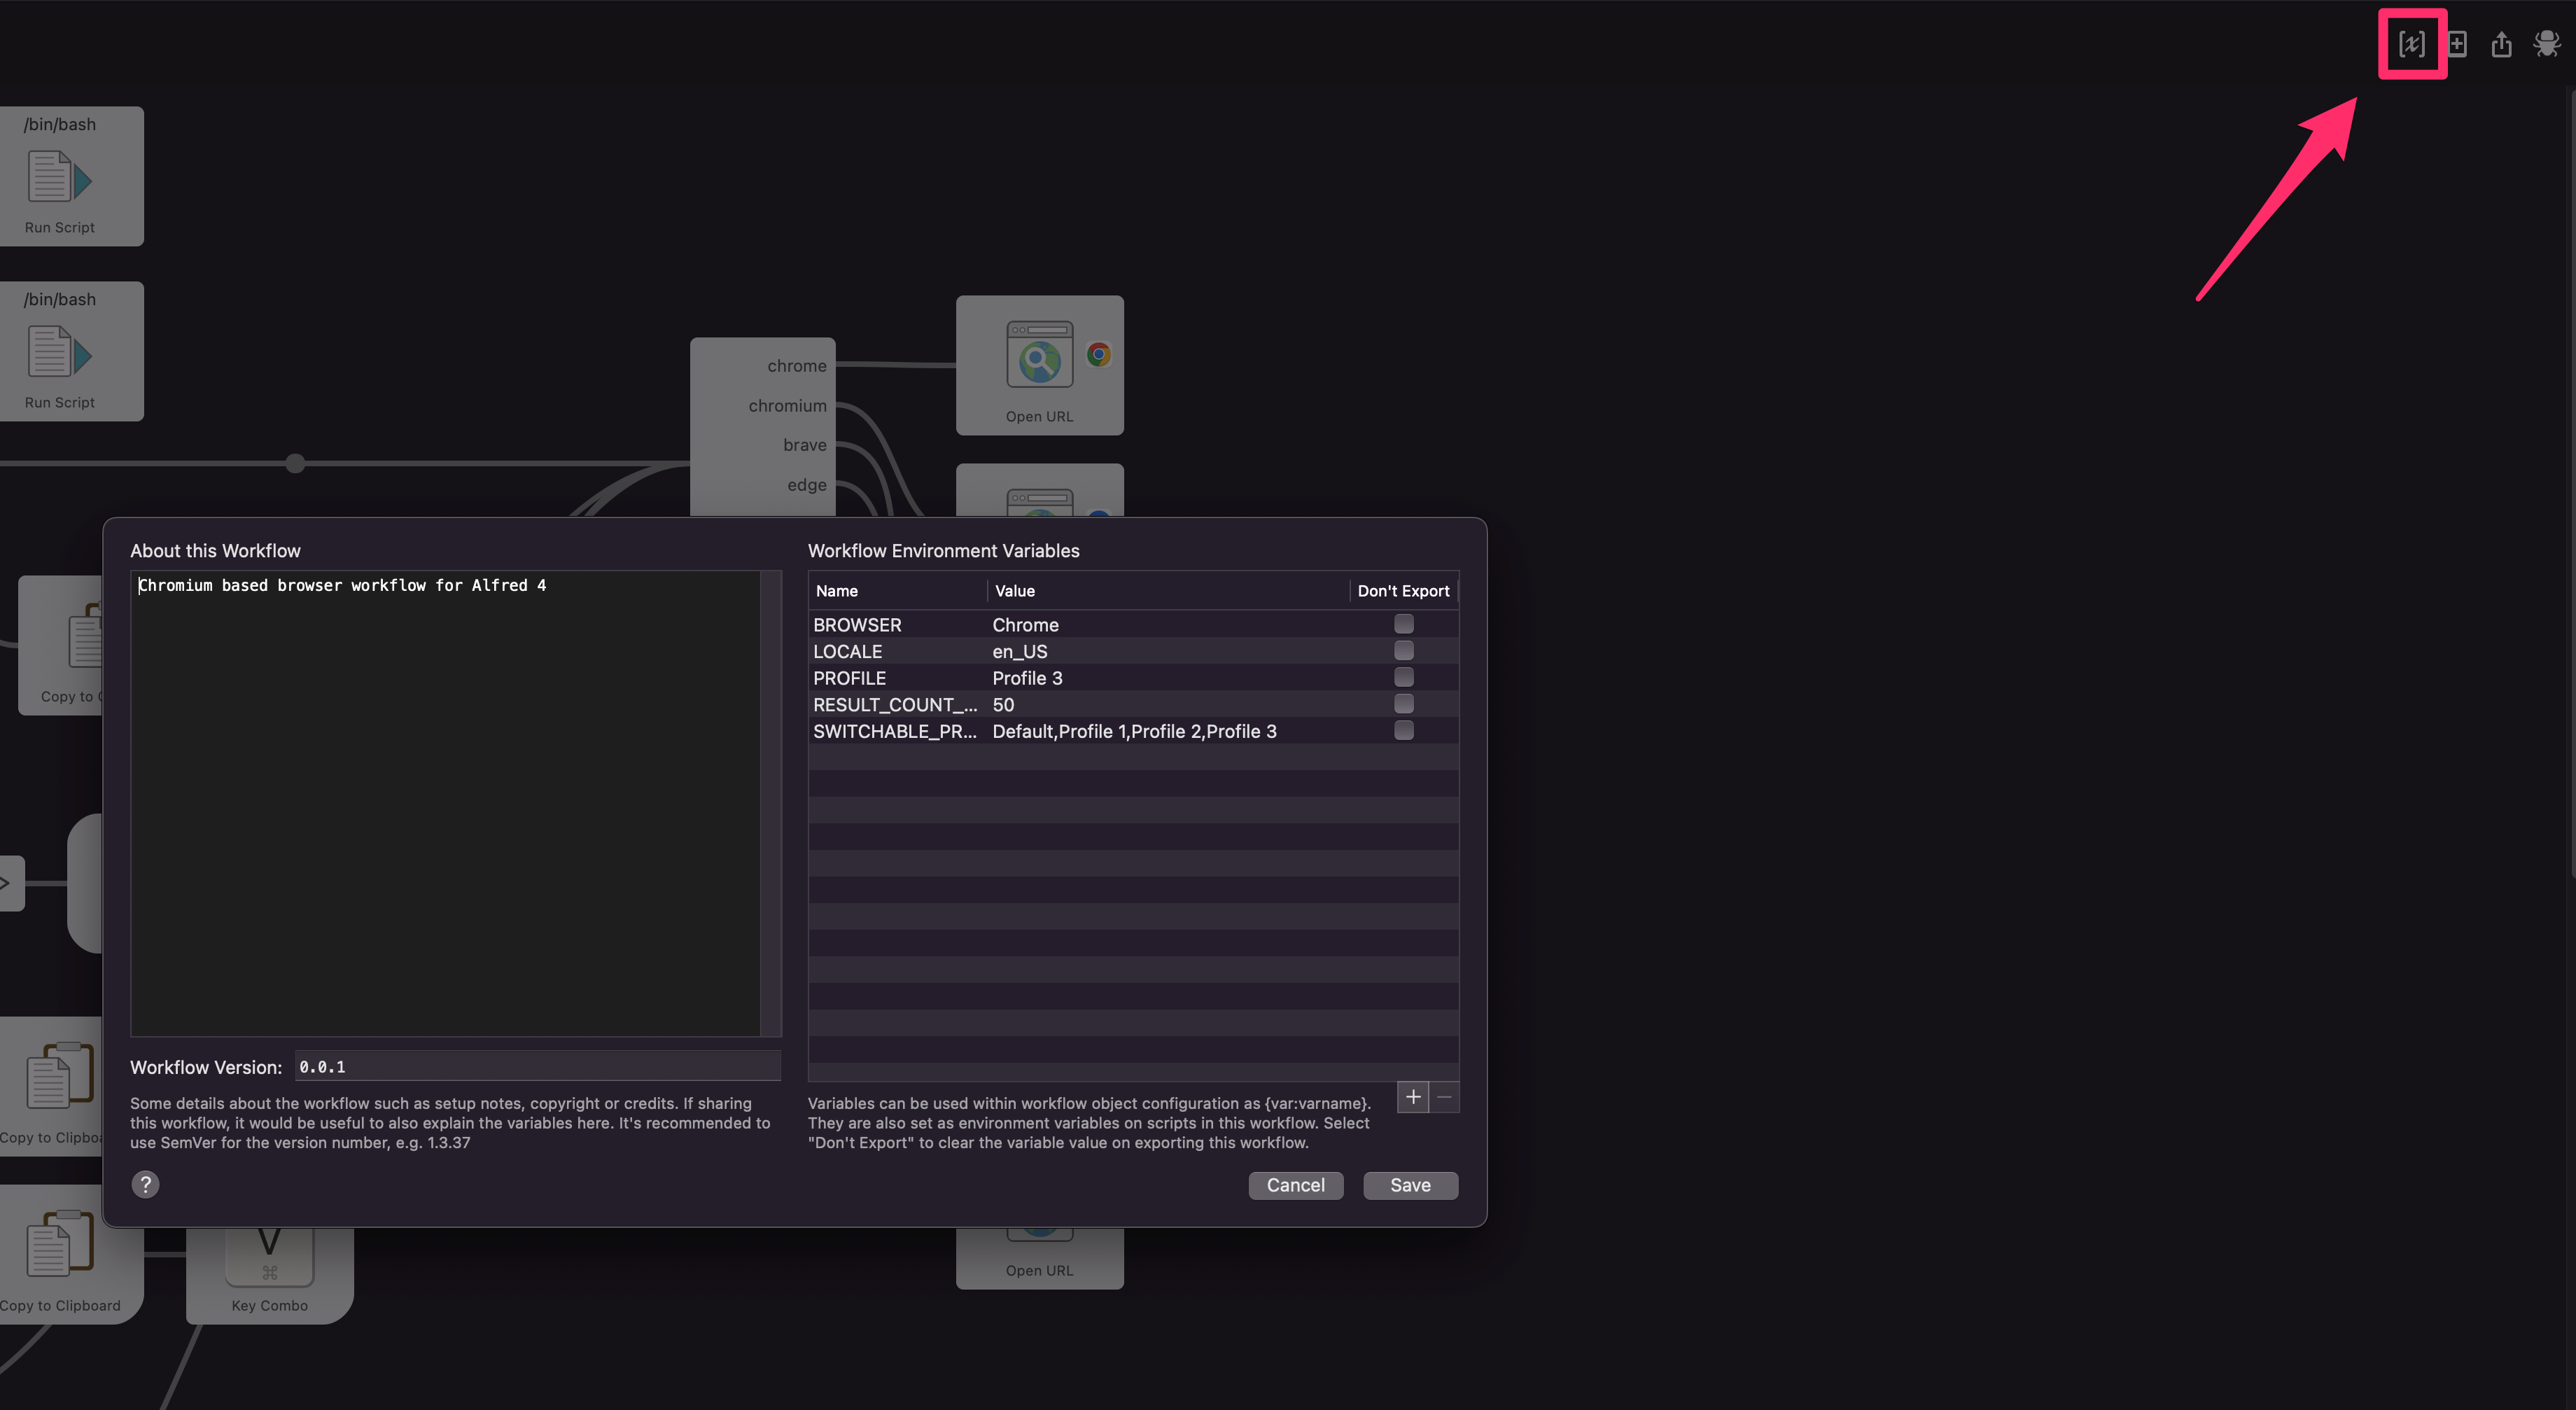 /bin/bash
Run Script
/bin/bash
Run Script
chrome
chromium
brave
edge
Open URL
About this Workflow
Chromium based browser workflow for Alfred 4
Workflow Version: 0.0.1
Some details about the workflow such as setup notes, copyright or credits. If sharing
this workflow, it would be useful to also explain the variables here. It's recommended to
use SemVer for the version number, e.g. 1.3.37
?
Workflow Environment Variables
Name Value Don't Export
BROWSER Chrome
LOCALE en_US
PROFILE Profile 3
RESULT_COUNT_... 50
SWITCHABLE_PR... Default,Profile 1,Profile 2,Profile 3
+ −
Variables can be used within workflow object configuration as {var:varname}.
They are also set as environment variables on scripts in this workflow. Select
"Don't Export" to clear the variable value on exporting this workflow.
Cancel Save
Copy to
Copy to Clipboa
Copy to Clipboard
V
⌘
Key Combo
Open URL